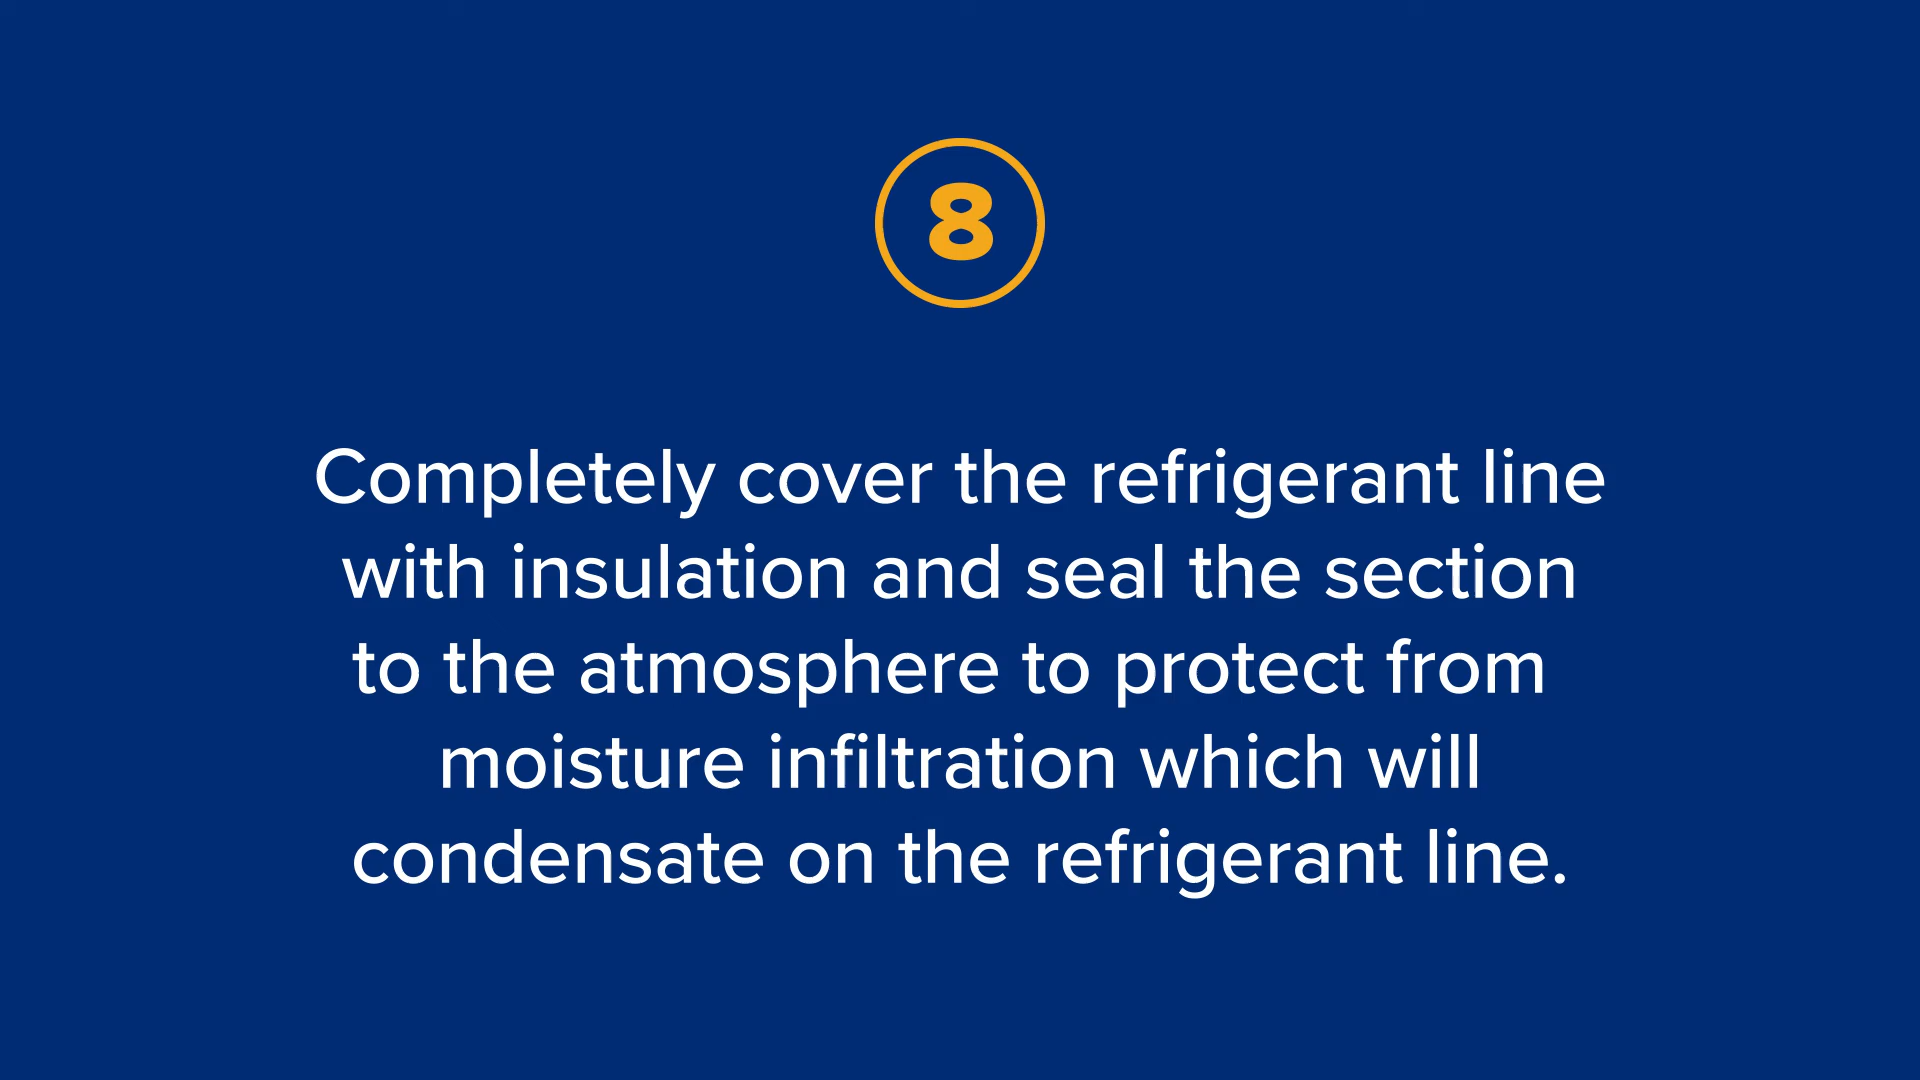 8
Completely cover the refrigerant line
with insulation and seal the section
to the atmosphere to protect from
moisture infiltration which will
condensate on the refrigerant line.